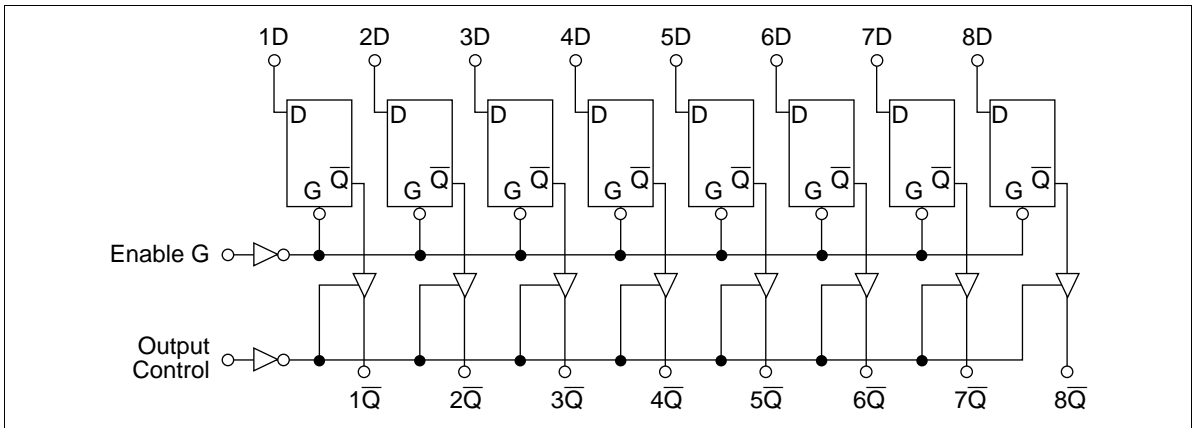 1D 2D 3D 4D 5D 6D 7D 8D
D D D D D D D D
Q̅ Q̅ Q̅ Q̅ Q̅ Q̅ Q̅ Q̅
G G G G G G G G
Enable G
Output
Control
1Q̅ 2Q̅ 3Q̅ 4Q̅ 5Q̅ 6Q̅ 7Q̅ 8Q̅